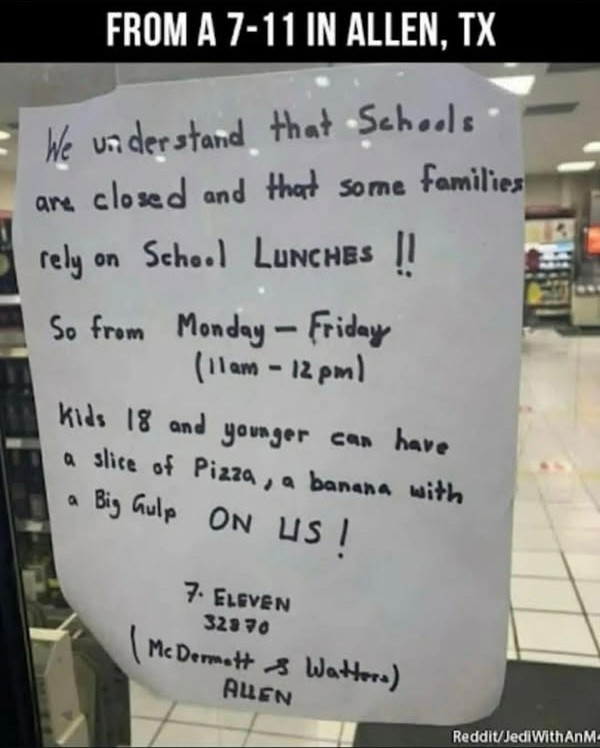 FROM A 7-11 IN ALLEN, TX
We understand that Schools
are closed and that some families
rely on School LUNCHES !!
So from Monday - Friday
(11am - 12pm)
Kids 18 and younger can have
a slice of Pizza, a banana with
a Big Gulp ON US!
7. ELEVEN
32870
(McDermott & Watters)
ALLEN
Reddit/JediWithAnM4